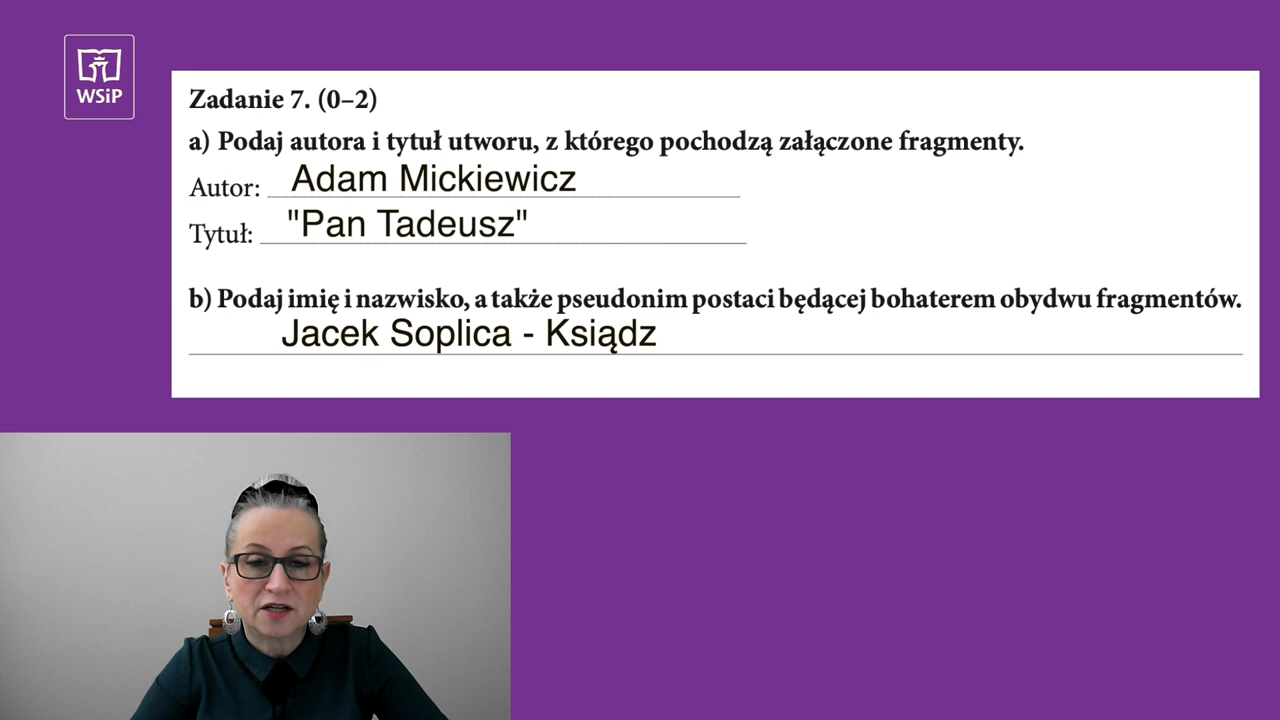 WSiP
Zadanie 7. (0–2)
a) Podaj autora i tytuł utworu, z którego pochodzą załączone fragmenty.
Autor: Adam Mickiewicz
Tytuł: "Pan Tadeusz"
b) Podaj imię i nazwisko, a także pseudonim postaci będącej bohaterem obydwu fragmentów.
Jacek Soplica - Ksiądz